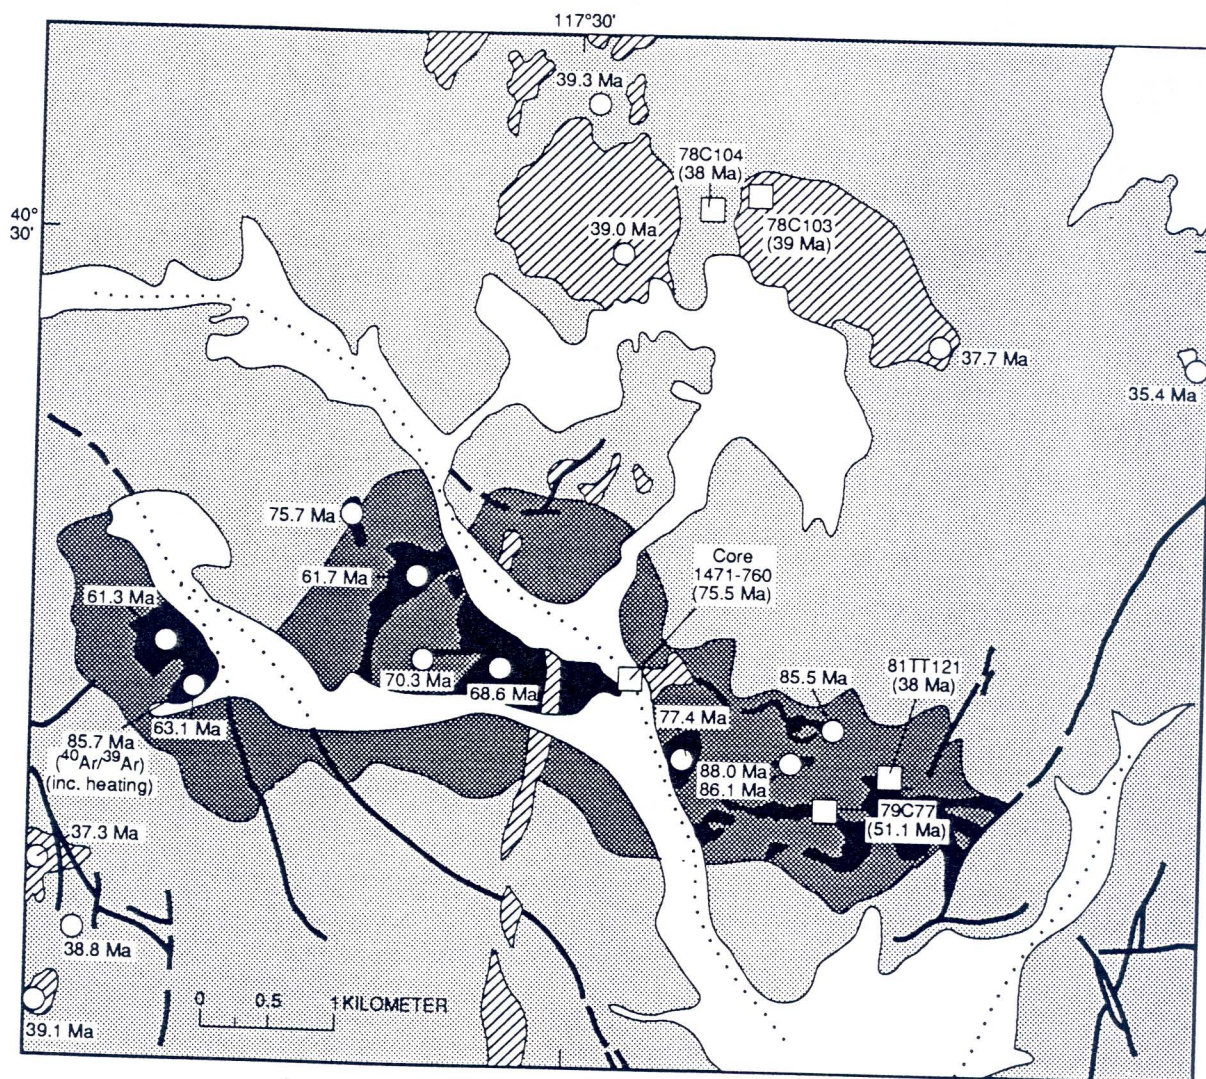 117°30'
39.3 Ma
78C104
(38 Ma)
40°
30'
39.0 Ma
78C103
(39 Ma)
37.7 Ma
35.4 Ma
75.7 Ma
Core
1471-760
(75.5 Ma)
61.7 Ma
61.3 Ma
81TT121
(38 Ma)
85.5 Ma
70.3 Ma
68.6 Ma
63.1 Ma
77.4 Ma
85.7 Ma
(40Ar/39Ar)
(inc. heating)
88.0 Ma
86.1 Ma
79C77
(51.1 Ma)
37.3 Ma
38.8 Ma
39.1 Ma
0 0.5 1 KILOMETER